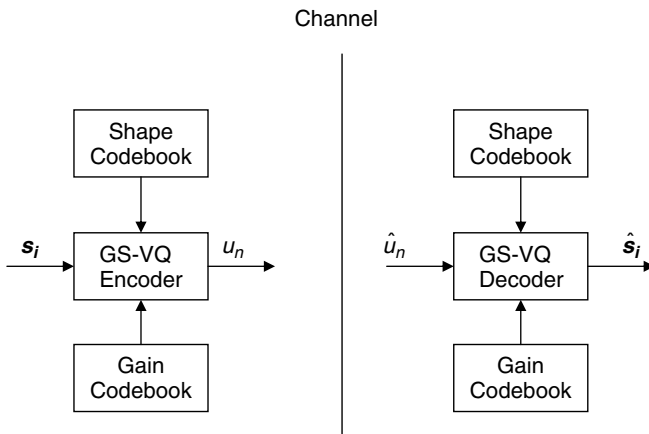 Channel
Shape
Codebook
Shape
Codebook
s_i
GS-VQ
Encoder
u_n
û_n
GS-VQ
Decoder
ŝ_i
Gain
Codebook
Gain
Codebook